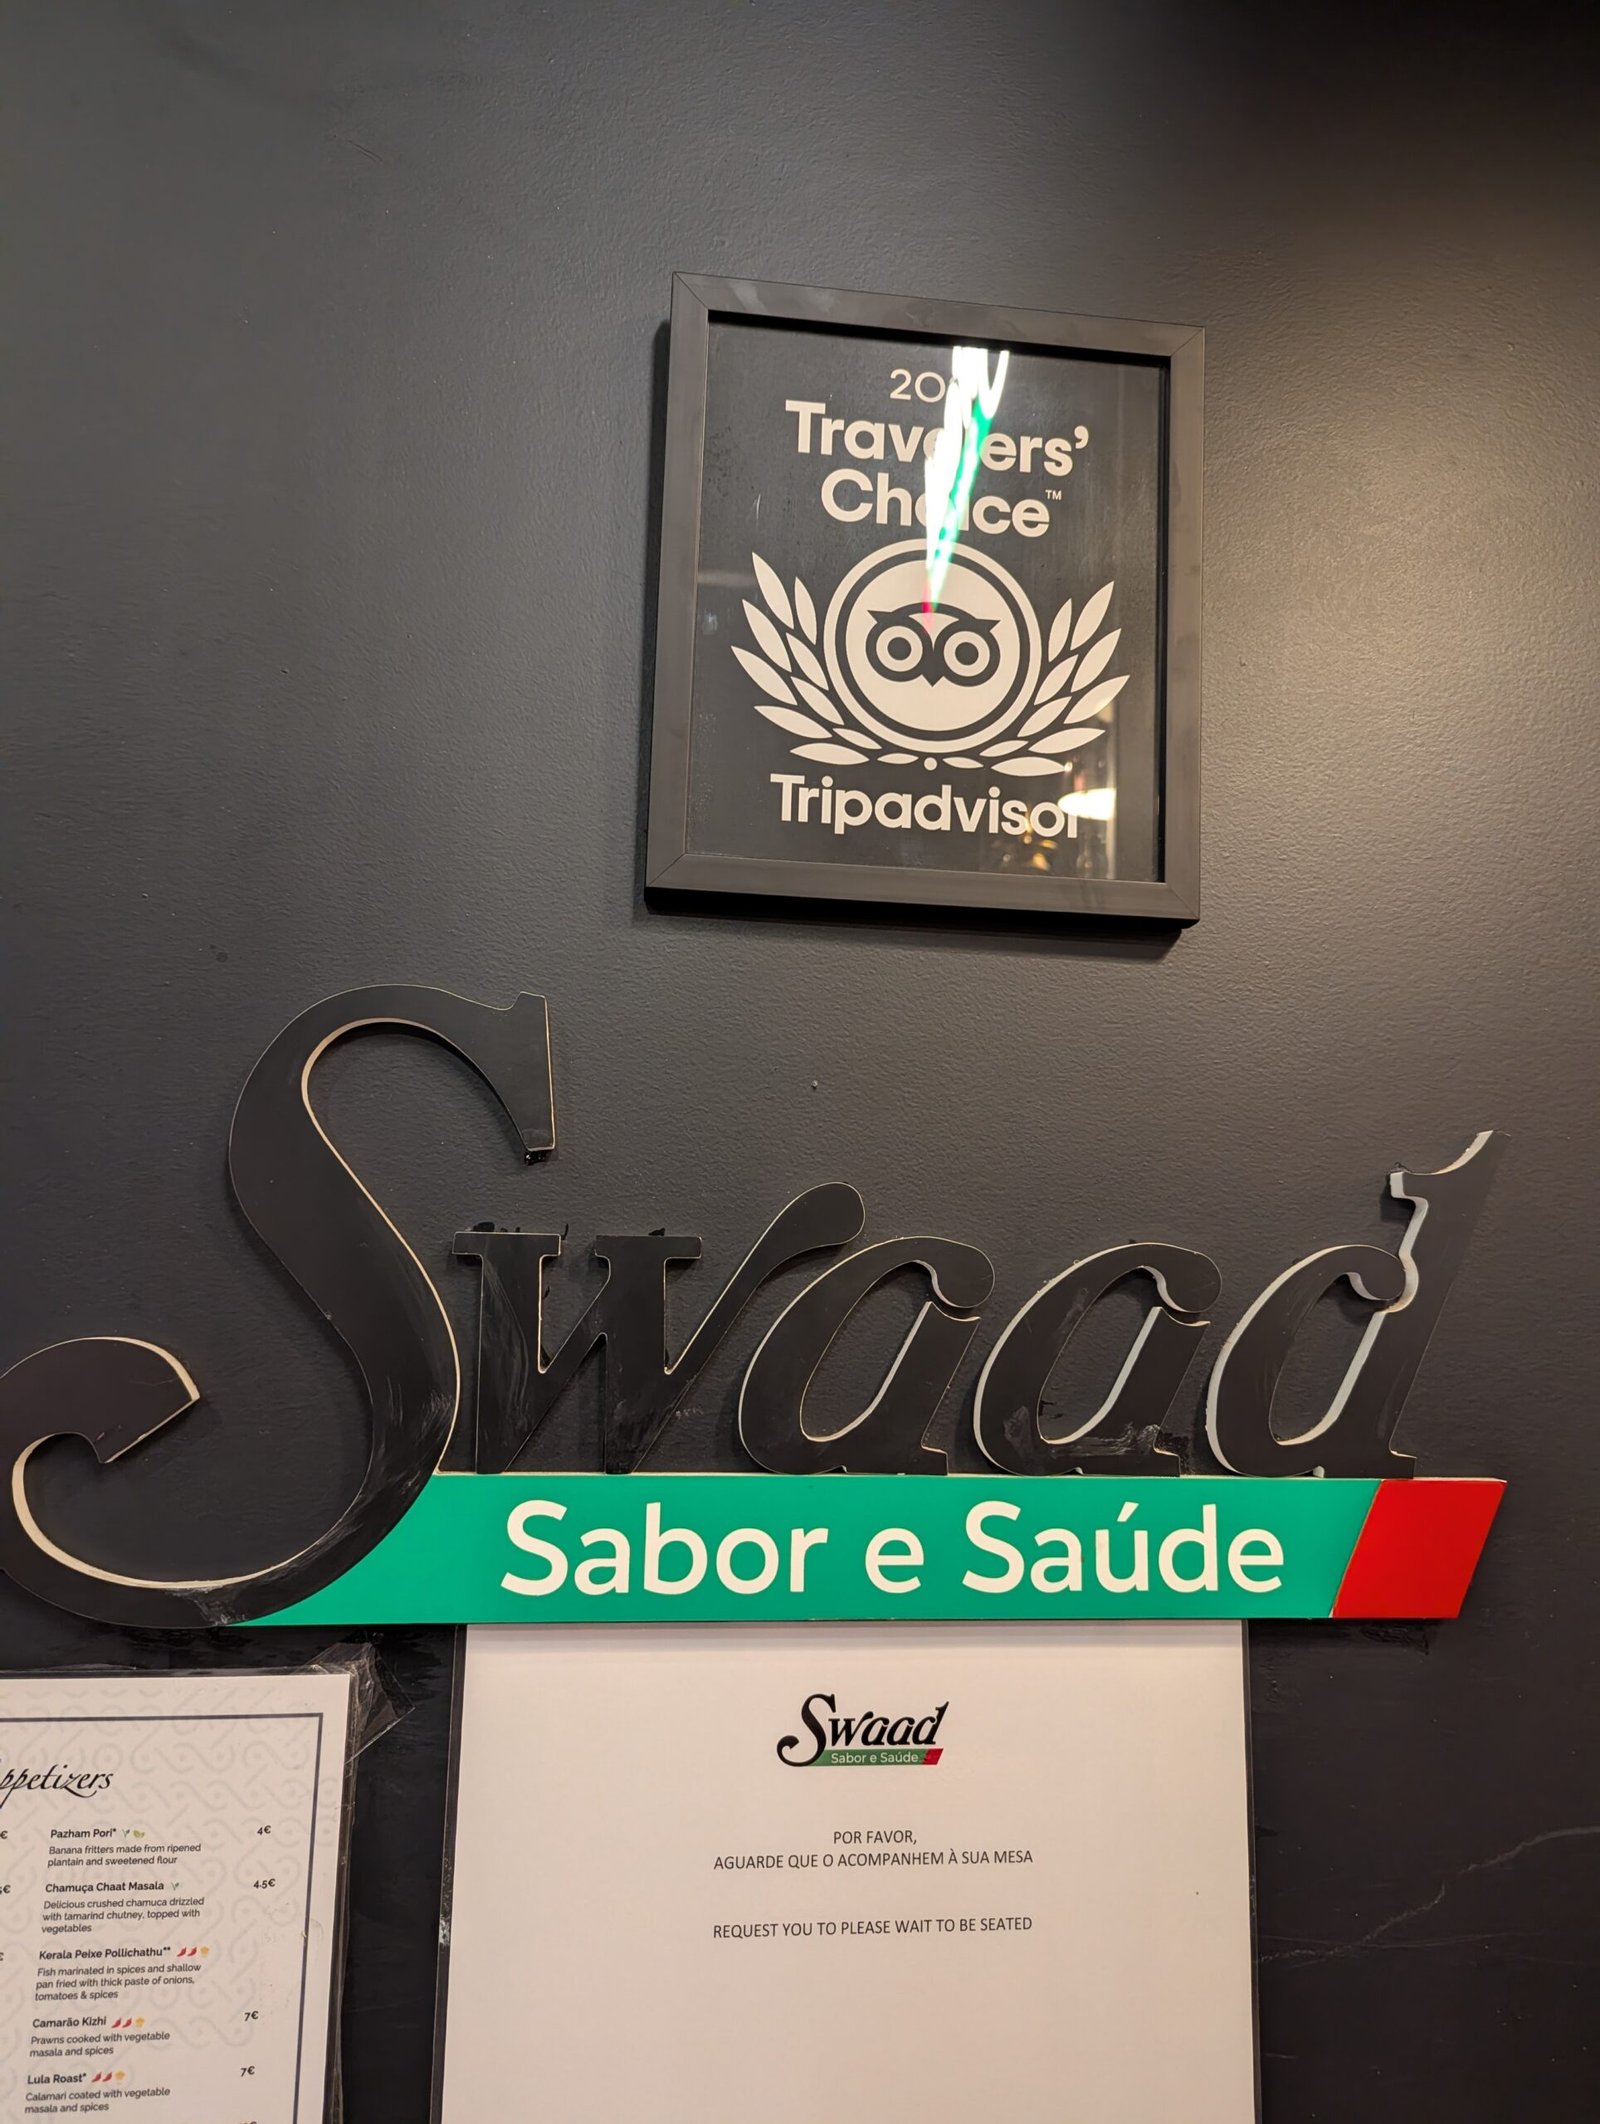 Travelers'
Choice™
Tripadvisor
Swaad
Sabor e Saúde
Swaad
Sabor e Saúde
POR FAVOR,
AGUARDE QUE O ACOMPANHEM À SUA MESA
REQUEST YOU TO PLEASE WAIT TO BE SEATED
ppetizers
Pazham Pori* 4€
Banana fritters made from ripened
plantain and sweetened flour
Chamuça Chaat Masala 4.5€
Delicious crushed chamuca drizzled
with tamarind chutney, topped with
vegetables
Kerala Peixe Pollichathu**
Fish marinated in spices and shallow
pan fried with thick paste of onions,
tomatoes & spices
Camarão Kizhi 7€
Prawns cooked with vegetable
masala and spices
Lula Roast* 7€
Calamari coated with vegetable
masala and spices